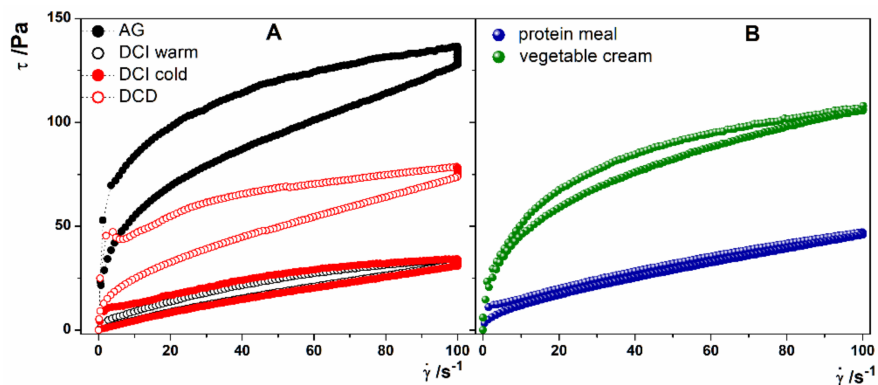 τ /Pa
150
100
50
0
A
AG
DCI warm
DCI cold
DCD
0 20 40 60 80 100
γ̇ /s-1
B
protein meal
vegetable cream
0 20 40 60 80 100
γ̇ /s-1